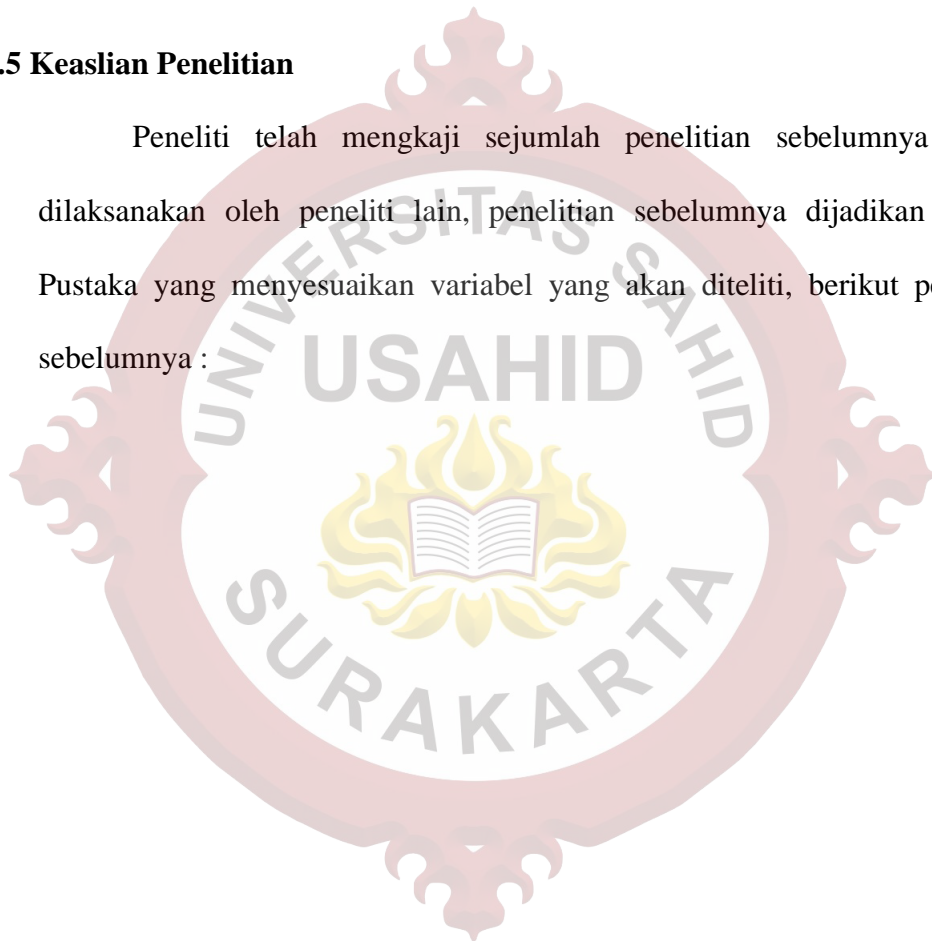 .5 Keaslian Penelitian
Peneliti telah mengkaji sejumlah penelitian sebelumnya
dilaksanakan oleh peneliti lain, penelitian sebelumnya dijadikan
Pustaka yang menyesuaikan variabel yang akan diteliti, berikut
sebelumnya :
UNIVERSITAS SAHID
USAHID
SURAKARTA